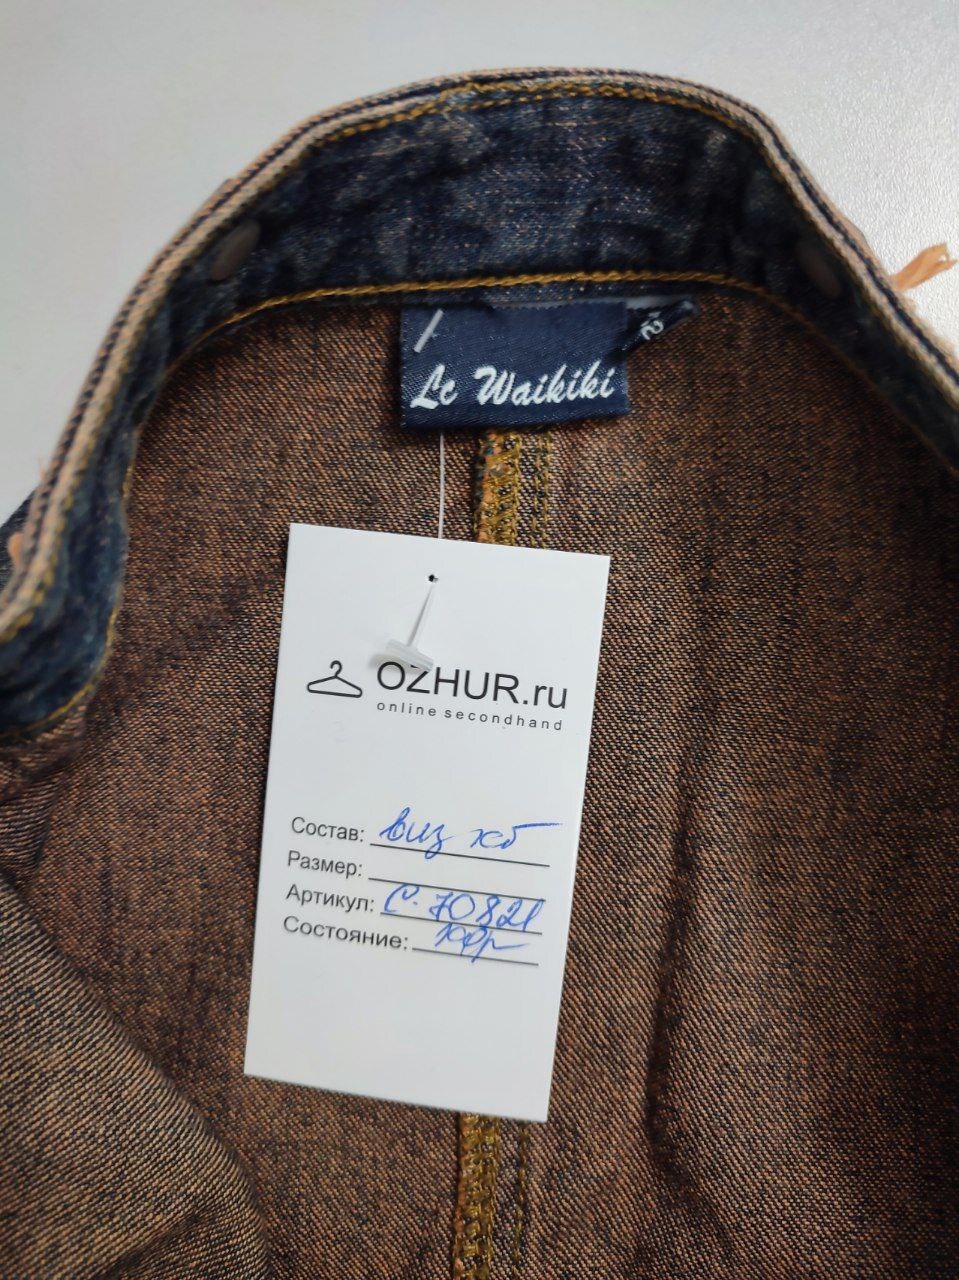 Lc Waikiki
OZHUR.ru
online secondhand
Состав: виз хб
Размер:
Артикул: С-70821
Состояние: хор